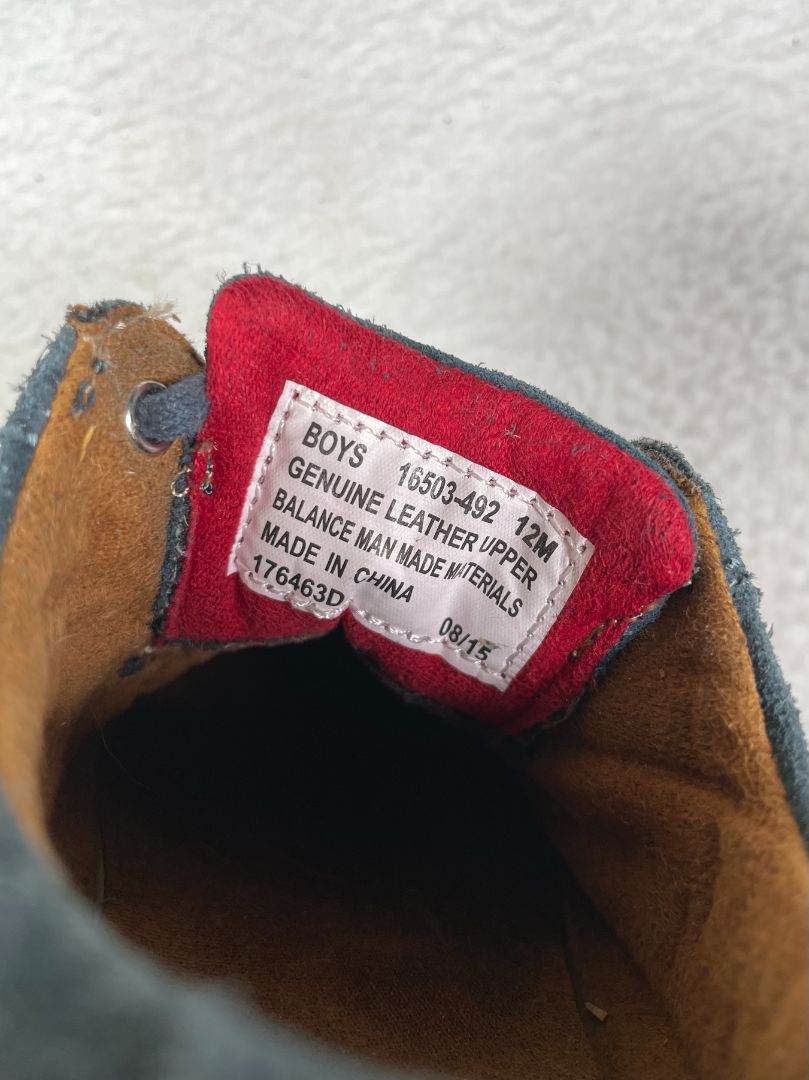 BOYS 16503-492 12M
GENUINE LEATHER UPPER
BALANCE MAN MADE MATERIALS
MADE IN CHINA
176463D 08/15